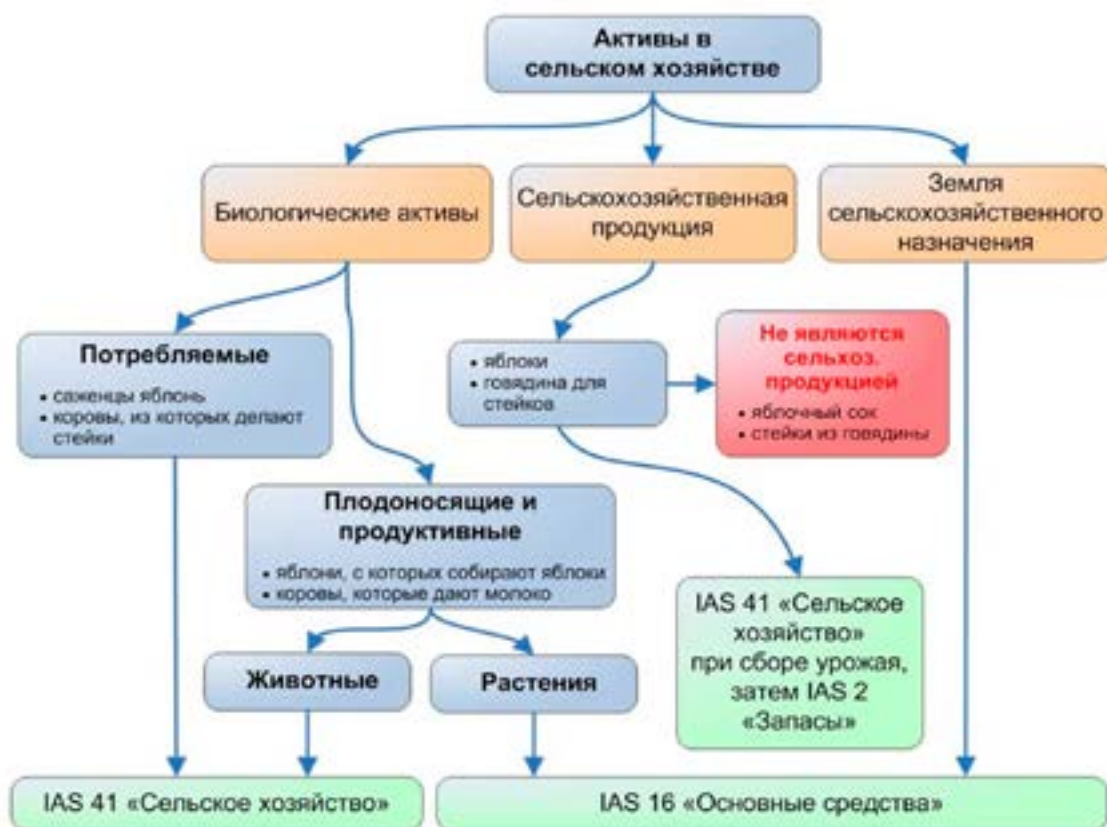 Активы в
сельском хозяйстве
Биологические активы
Сельскохозяйственная
продукция
Земля
сельскохозяйственного
назначения
Потребляемые
• саженцы яблонь
• коровы, из которых делают
стейки
• яблоки
• говядина для
стейков
Не являются
сельхоз.
продукцией
• яблочный сок
• стейки из говядины
Плодоносящие и
продуктивные
• яблони, с которых собирают яблоки
• коровы, которые дают молоко
IAS 41 «Сельское
хозяйство»
при сборе урожая,
затем IAS 2
«Запасы»
Животные
Растения
IAS 41 «Сельское хозяйство»
IAS 16 «Основные средства»